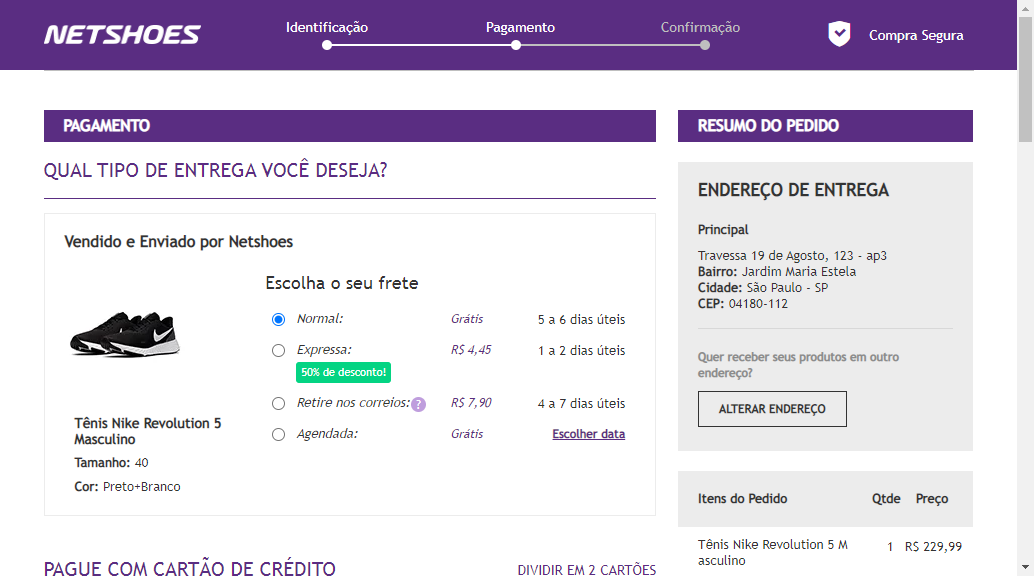 NETSHOES
Identificação
Pagamento
Confirmação
Compra Segura
PAGAMENTO
QUAL TIPO DE ENTREGA VOCÊ DESEJA?
Vendido e Enviado por Netshoes
Escolha o seu frete
Normal: Grátis 5 a 6 dias úteis
Expressa: R$ 4,45 1 a 2 dias úteis
50% de desconto!
Retire nos correios: ? R$ 7,90 4 a 7 dias úteis
Agendada: Grátis Escolher data
Tênis Nike Revolution 5
Masculino
Tamanho: 40
Cor: Preto+Branco
PAGUE COM CARTÃO DE CRÉDITO
DIVIDIR EM 2 CARTÕES
RESUMO DO PEDIDO
ENDEREÇO DE ENTREGA
Principal
Travessa 19 de Agosto, 123 - ap3
Bairro: Jardim Maria Estela
Cidade: São Paulo - SP
CEP: 04180-112
Quer receber seus produtos em outro
endereço?
ALTERAR ENDEREÇO
Itens do Pedido Qtde Preço
Tênis Nike Revolution 5 M 1 R$ 229,99
asculino